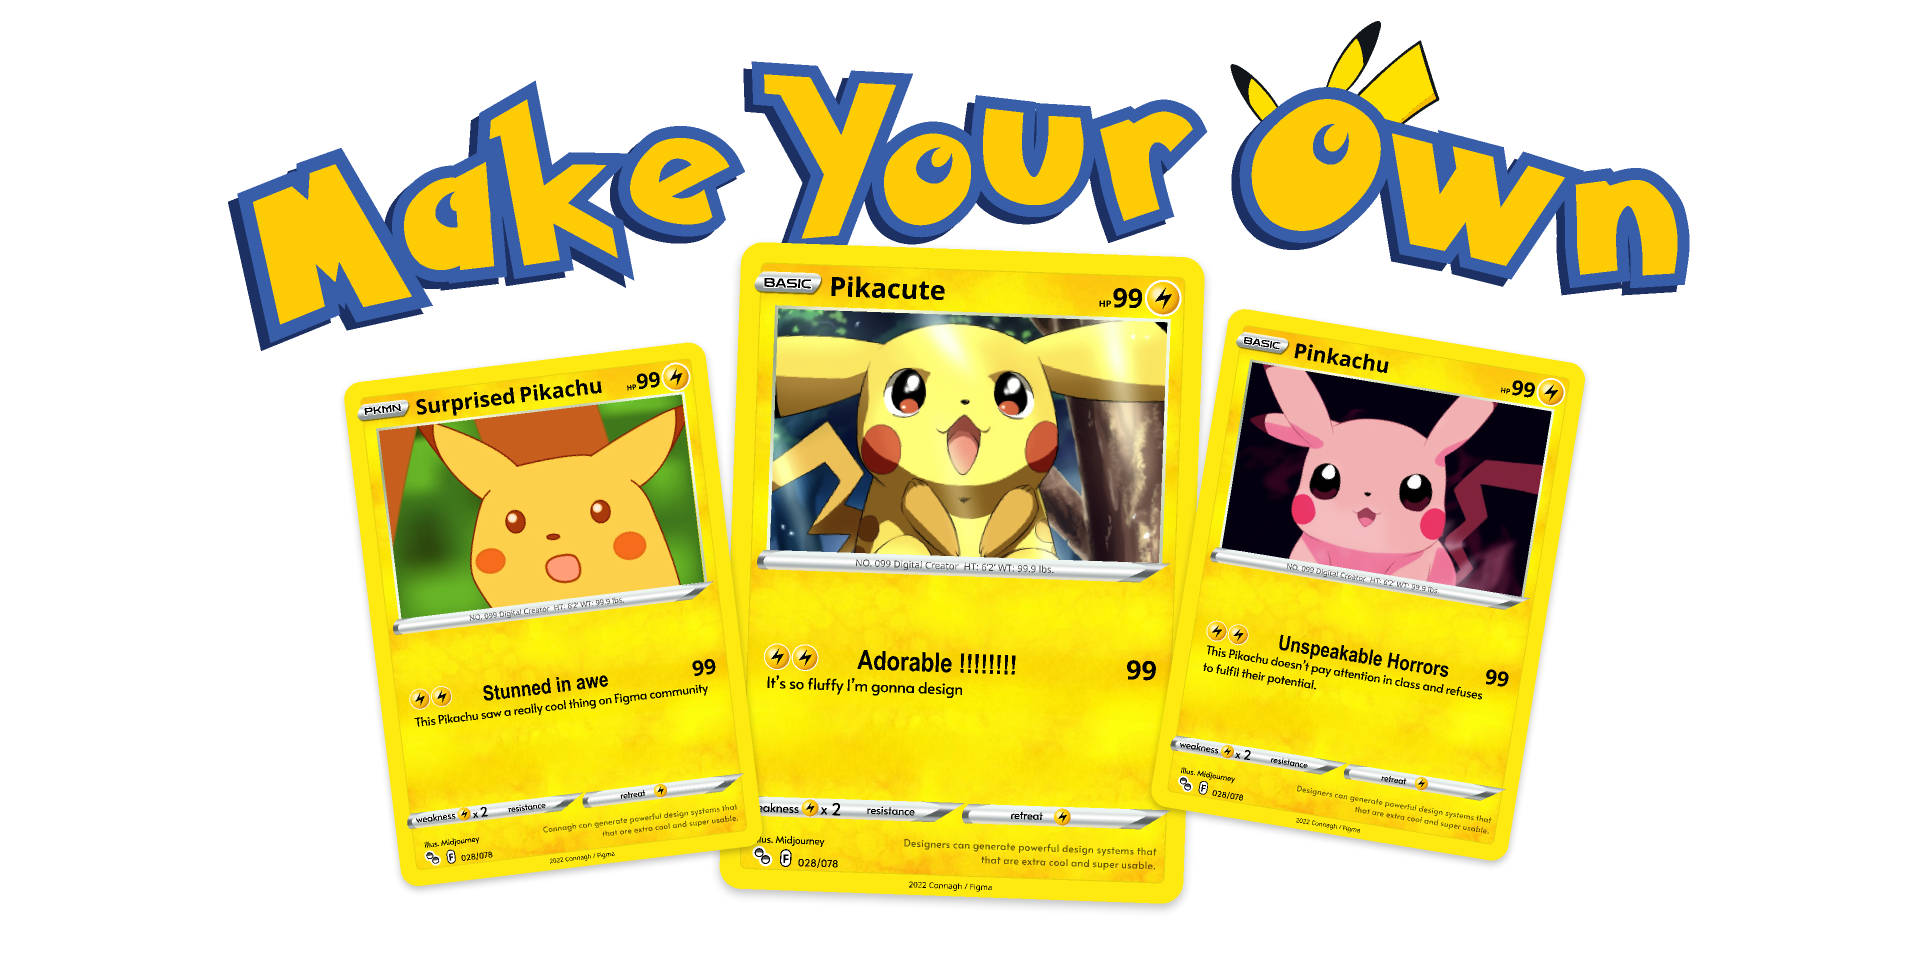 Make Your Own
PKMN Surprised Pikachu HP 99
NO. 099 Digital Creator HT: 6'2' WT: 99.9 lbs.
Stunned in awe 99
This Pikachu saw a really cool thing on Figma community
weakness x 2 resistance retreat
Illus. Midjourney
F 028/078
Connagh can generate powerful design systems that
that are extra cool and super usable.
2022 Connagh / Figma
BASIC Pikacute HP 99
NO. 099 Digital Creator HT: 6'2' WT: 99.9 lbs.
Adorable !!!!!!!! 99
It's so fluffy I'm gonna design
eakness x 2 resistance retreat
llus. Midjourney
F 028/078
Designers can generate powerful design systems that
that are extra cool and super usable.
2022 Connagh / Figma
BASIC Pinkachu HP 99
NO. 099 Digital Creator HT: 6'2' WT: 99.9 lbs.
Unspeakable Horrors 99
This Pikachu doesn't pay attention in class and refuses
to fulfil their potential.
weakness x 2 resistance retreat
Illus. Midjourney
F 028/078
Designers can generate powerful design systems that
that are extra cool and super usable.
2022 Connagh / Figma